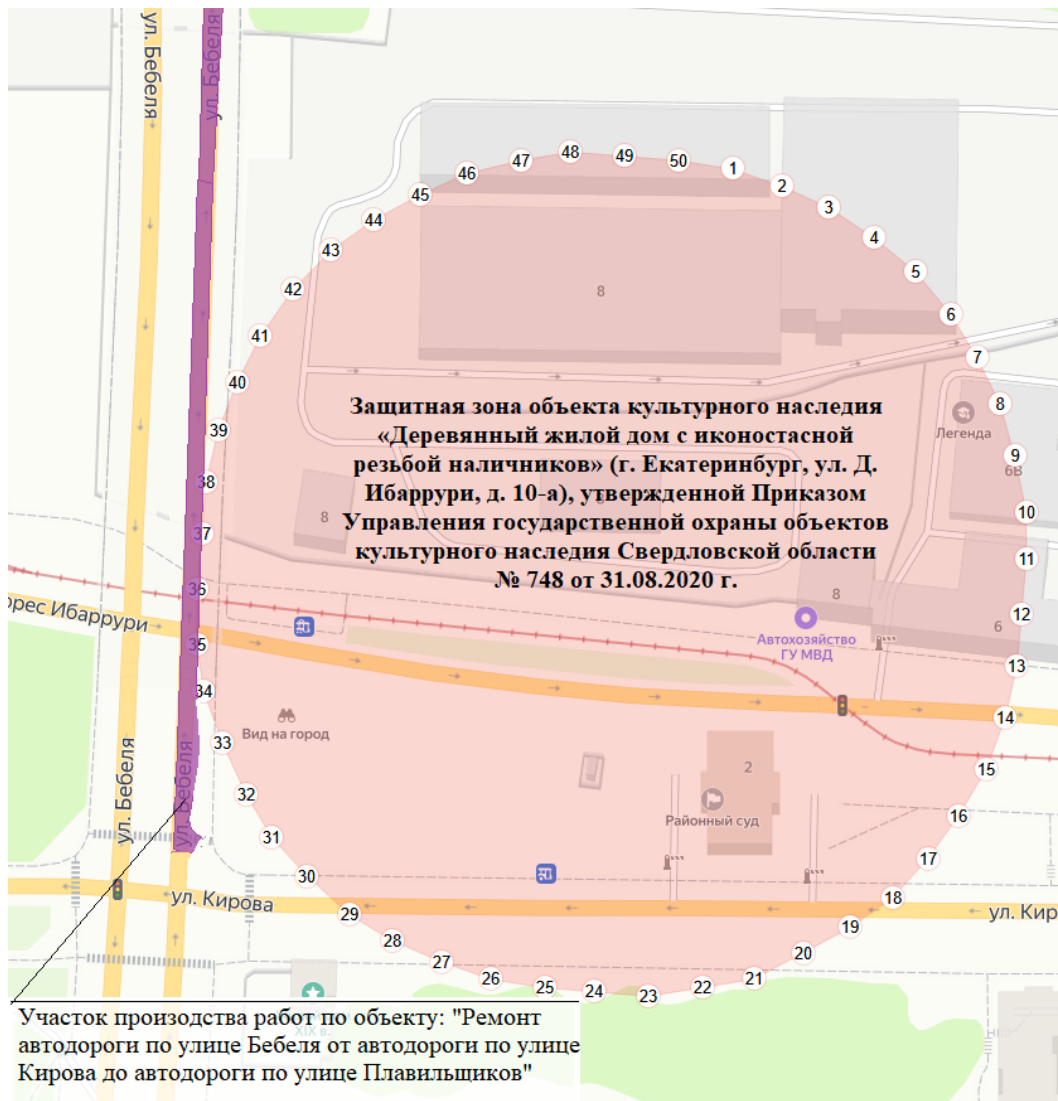 ул. Бебеля
ул. Бебеля
48
49
47
50
1
46
2
45
3
44
4
43
5
42
8
6
41
7
40
8
Защитная зона объекта культурного наследия
«Деревянный жилой дом с иконостасной
резьбой наличников» (г. Екатеринбург, ул. Д.
Ибаррури, д. 10-а), утвержденной Приказом
Управления государственной охраны объектов
культурного наследия Свердловской области
№ 748 от 31.08.2020 г.
Легенда
39
9
6В
38
8
10
37
11
36
8
орес Ибаррури
12
6
Автохозяйство
ГУ МВД
35
13
34
14
Вид на город
33
15
2
ул. Бебеля
ул. Бебеля
32
Районный суд
16
31
17
30
18
ул. Кирова
29
ул. Кир
19
28
20
27
21
26
25
24
23
22
XIX в.
Участок произодства работ по объекту: "Ремонт
автодороги по улице Бебеля от автодороги по улице
Кирова до автодороги по улице Плавильщиков"